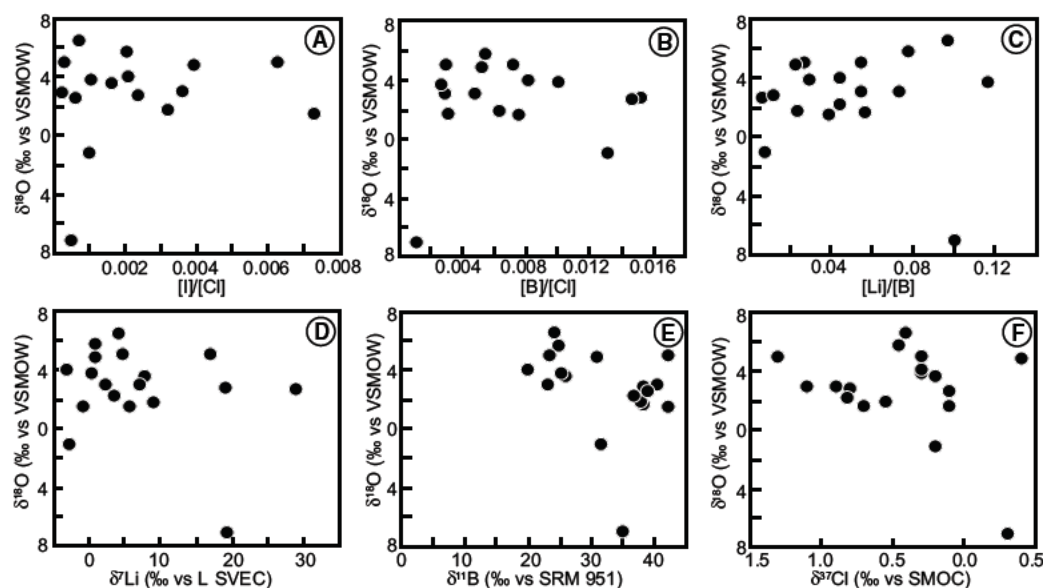 8
4
0
4
8
δ¹⁸O (‰ vs VSMOW)
A
0.002 0.004 0.006 0.008
[I]/[Cl]
8
4
0
4
8
δ¹⁸O (‰ vs VSMOW)
B
0.004 0.008 0.012 0.016
[B]/[Cl]
8
4
0
4
8
δ¹⁸O (‰ vs VSMOW)
C
0.04 0.08 0.12
[Li]/[B]
8
4
0
4
8
δ¹⁸O (‰ vs VSMOW)
D
0 10 20 30
δ⁷Li (‰ vs L SVEC)
8
4
0
4
8
δ¹⁸O (‰ vs VSMOW)
E
10 20 30 40
δ¹¹B (‰ vs SRM 951)
8
4
0
4
8
δ¹⁸O (‰ vs VSMOW)
F
1.5 1.0 0.5 0.0 0.5
δ³⁷Cl (‰ vs SMOC)